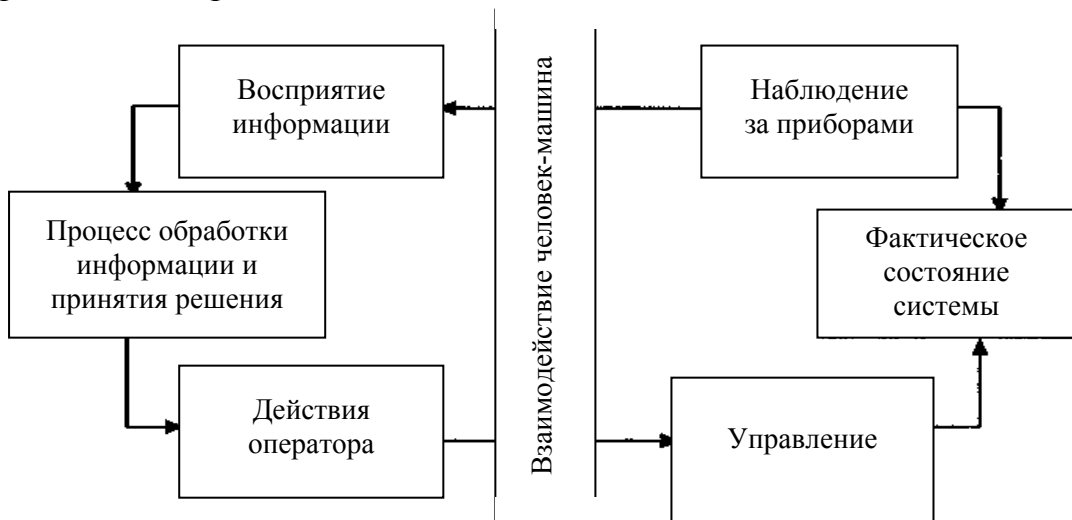 Восприятие
информации
Наблюдение
за приборами
Процесс обработки
информации и
принятия решения
Взаимодействие человек-машина
Фактическое
состояние
системы
Действия
оператора
Управление